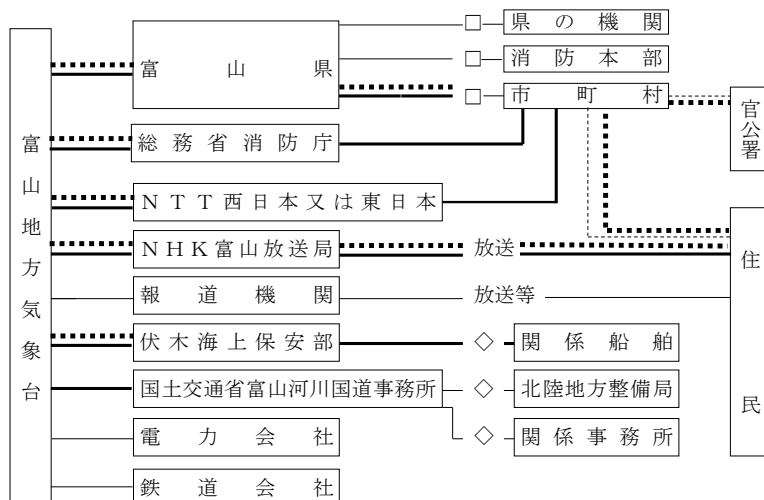 富山地方気象台
富山県
総務省消防庁
NTT西日本又は東日本
NHK富山放送局
報道機関
伏木海上保安部
国土交通省富山河川国道事務所
電力会社
鉄道会社
□ 県の機関
□ 消防本部
□ 市町村
放送
放送等
◇ 関係船舶
◇ 北陸地方整備局
◇ 関係事務所
官公署
住民